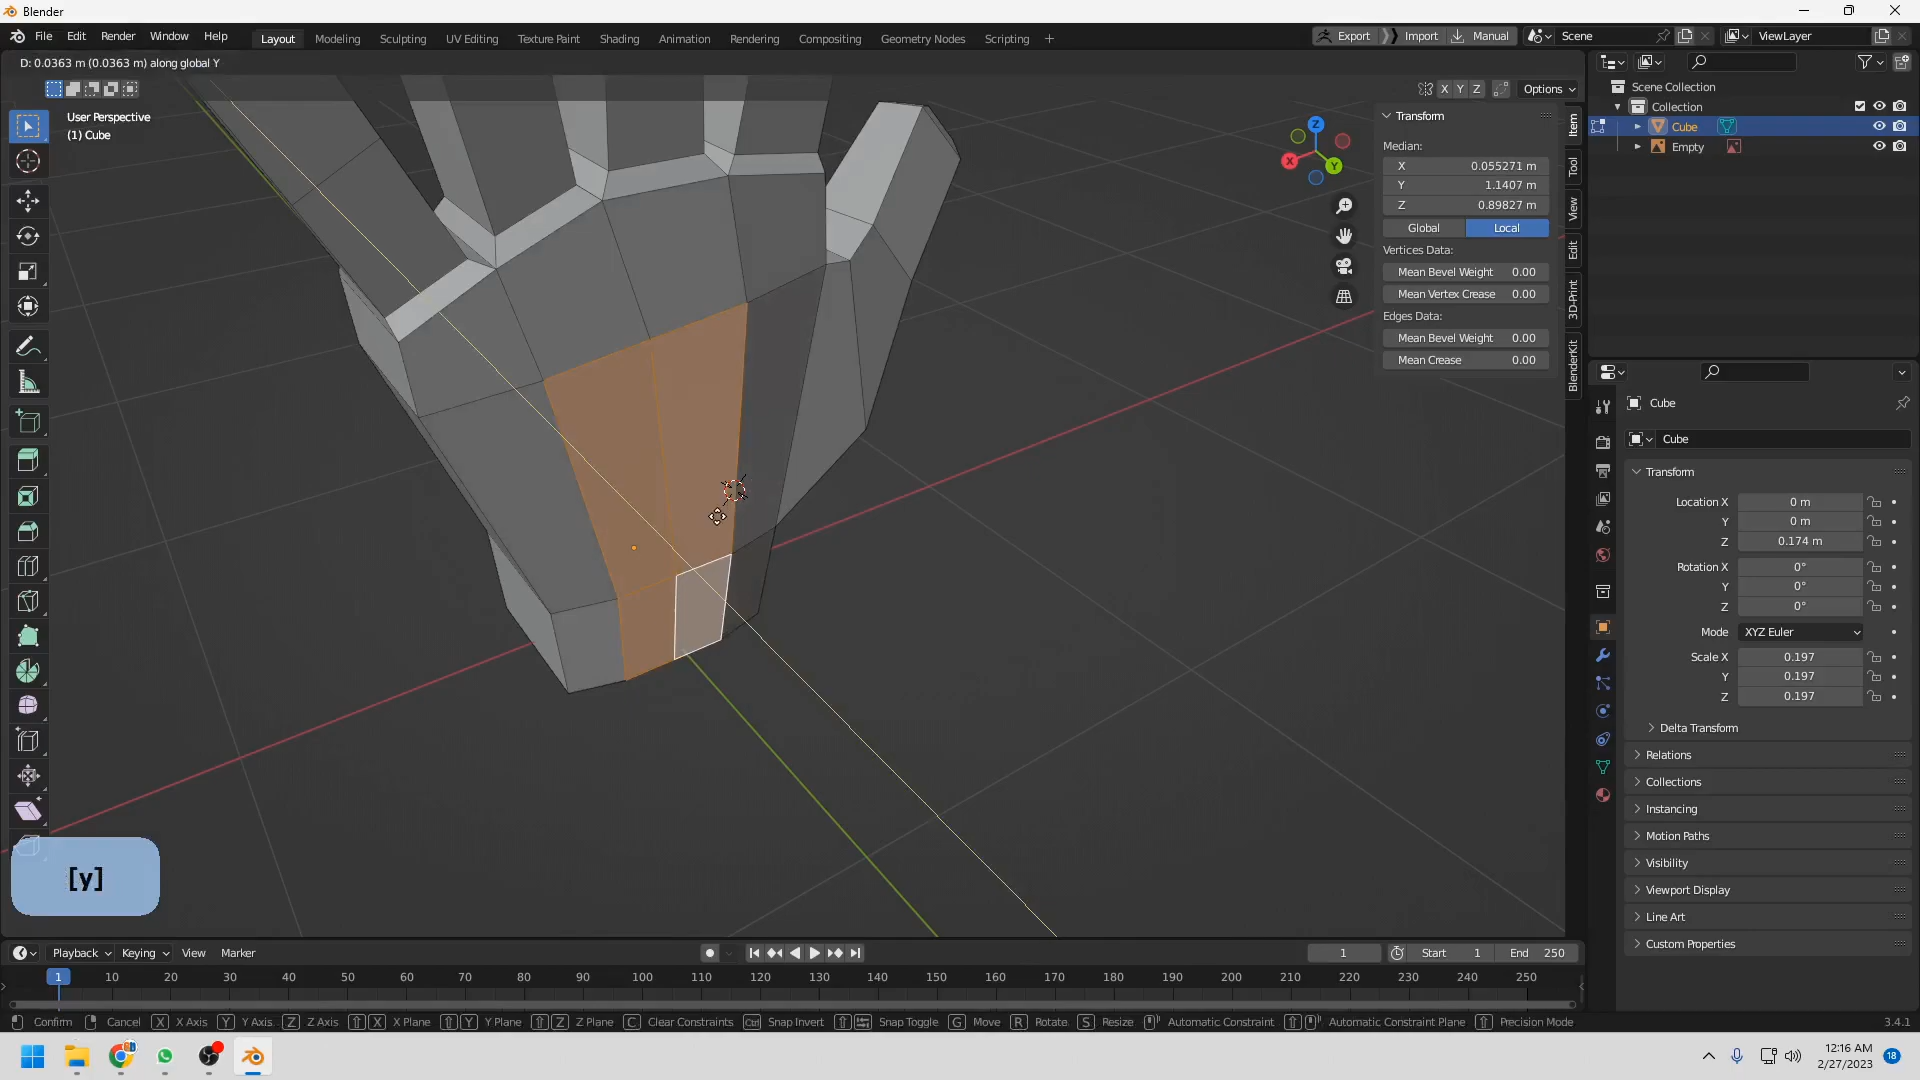 Blender
File Edit Render Window Help Layout Modeling Sculpting UV Editing Texture Paint Shading Animation Rendering Compositing Geometry Nodes Scripting + Export Import Manual Scene ViewLayer
D: 0.0363 m (0.0363 m) along global Y
X Y Z Options
User Perspective
(1) Cube
Z
X
Y
Transform
Median:
X 0.055271 m
Y 1.1407 m
Z 0.89827 m
Global Local
Vertices Data:
Mean Bevel Weight 0.00
Mean Vertex Crease 0.00
Edges Data:
Mean Bevel Weight 0.00
Mean Crease 0.00
Item
Tool
View
Edit
3D-Print
BlenderKit
Scene Collection
Collection
Cube
Empty
Cube
Cube
Transform
Location X 0 m
Y 0 m
Z 0.174 m
Rotation X 0°
Y 0°
Z 0°
Mode XYZ Euler
Scale X 0.197
Y 0.197
Z 0.197
Delta Transform
Relations
Collections
Instancing
Motion Paths
Visibility
Viewport Display
Line Art
Custom Properties
[y]
Playback Keying View Marker 1 Start 1 End 250
1 10 20 30 40 50 60 70 80 90 100 110 120 130 140 150 160 170 180 190 200 210 220 230 240 250
Confirm Cancel X X Axis Y Y Axis Z Z Axis X X Plane Y Y Plane Z Z Plane C Clear Constraints Ctrl Snap Invert Snap Toggle G Move R Rotate S Resize Automatic Constraint Automatic Constraint Plane Precision Mode 3.4.1
12:16 AM
2/27/2023
18